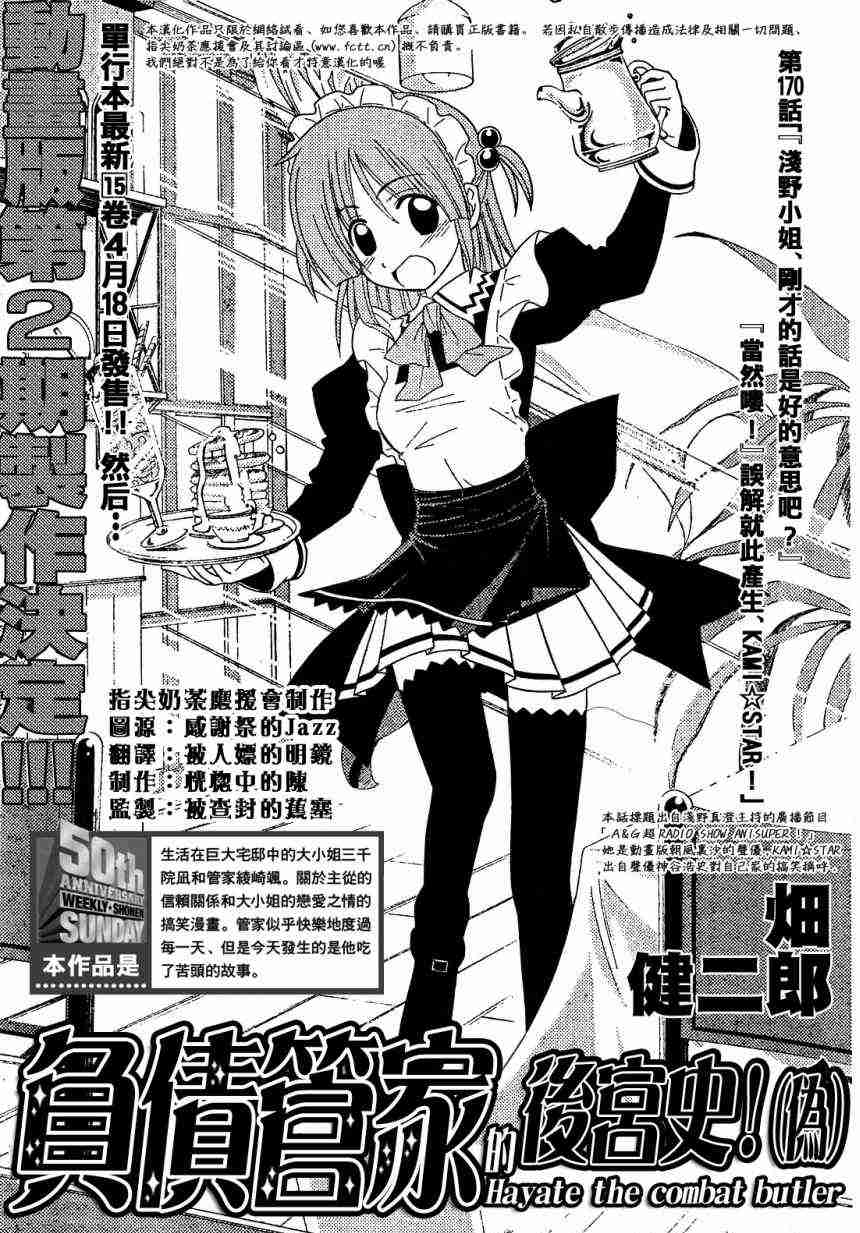 本漢化作品只限於網絡試看、如您喜歡本作品、請購買正版書籍。 若因私自散步傳播造成法律及相關一切問題、
指尖奶茶應援會及其討論區(www.fctt.cn)概不負責。
我們絕對不是為了給你看才特意漢化的喔
第170話「『淺野小姐、剛才的話是好的意思吧？』
『當然嘍！』誤解就此產生、KAMI☆STAR！」
單行本最新15卷4月18日發售!! 然后…
動畫版第2期製作決定!!!
指尖奶茶應援會制作
圖源：感謝祭的Jazz
翻譯：被人嫖的明鏡
制作：恍惚中的陳
監製：被查封的舊塞
本話標題出自淺野真澄主持的廣播節目
「A&G 超 RADIO SHOW ANISUPER！」
她是動畫版朝風理沙的聲優、KAMI☆STAR
出自聲優神谷浩史對自己家的搞笑稱呼。
50th
ANNIVERSARY
WEEKLY☆SHONEN
SUNDAY
本作品是
生活在巨大宅邸中的大小姐三千
院凪和管家綾崎颯。關於主從的
信賴關係和大小姐的戀愛之情的
搞笑漫畫。管家似乎快樂地度過
每一天、但是今天發生的是他吃
了苦頭的故事。
畑
健二郎
負債管家的後宮史!(偽)
Hayate the combat butler